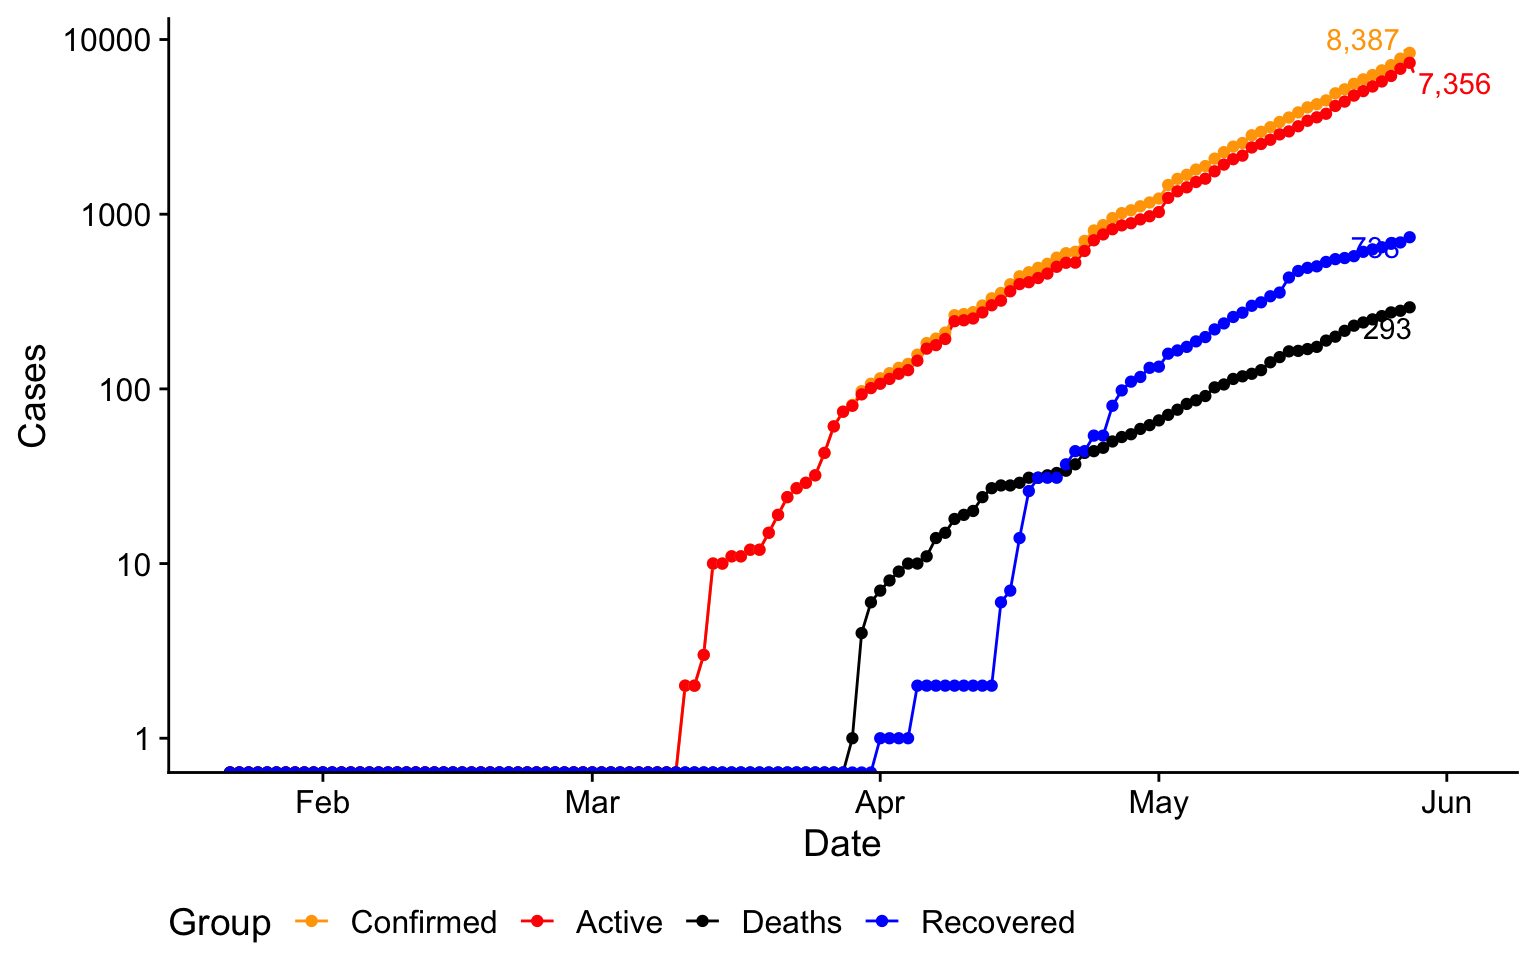 10000
1000
100
10
1
Cases
8,387
7,356
293
Feb Mar Apr May Jun
Date
Group Confirmed Active Deaths Recovered